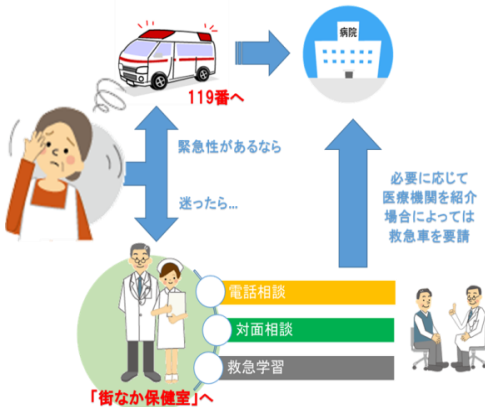 病院
119番へ
緊急性があるなら
迷ったら...
必要に応じて
医療機関を紹介
場合によっては
救急車を要請
電話相談
対面相談
救急学習
「街なか保健室」へ